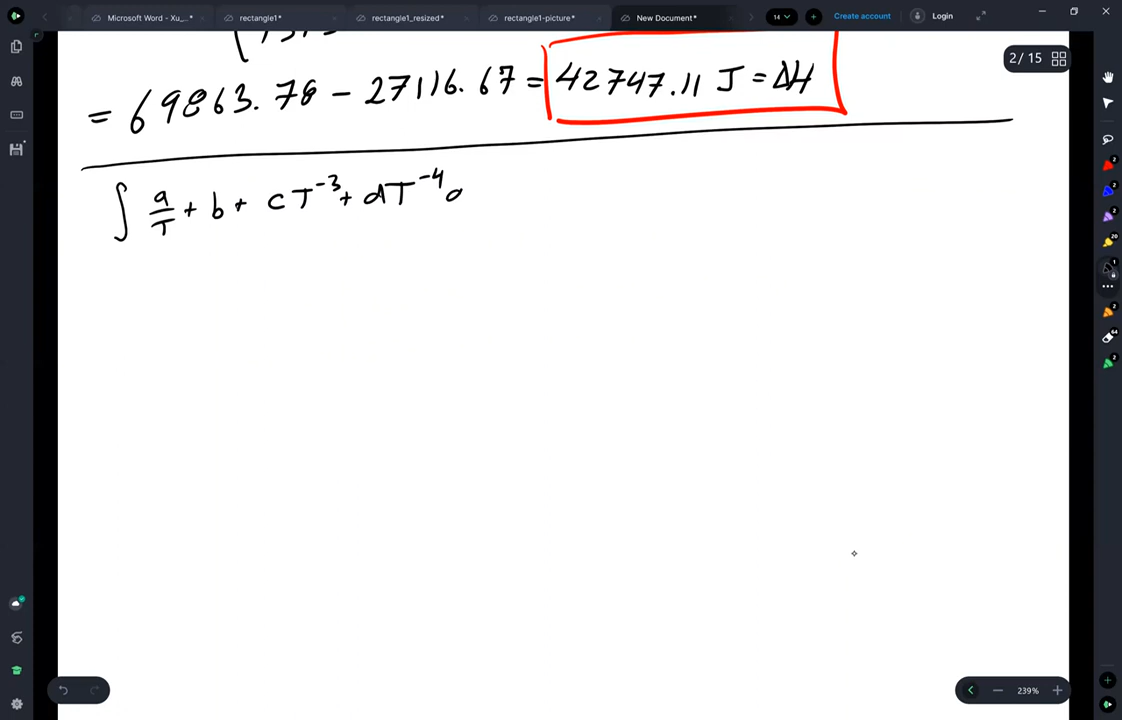 Microsoft Word - Xu_...* rectangle1* rectangle1_resized* rectangle1-picture* New Document* 14 Create account Login
2 / 15
= 69863.78 - 27116.67 = 42747.11 J = ΔH
∫ a/T + b + cT⁻³ + dT⁻⁴ d
239%